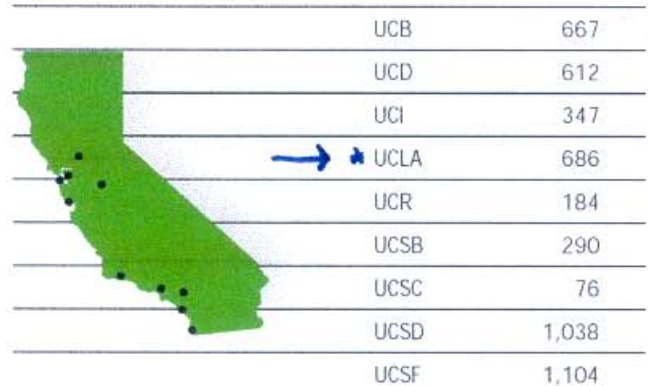 UCB 667
UCD 612
UCI 347
* UCLA 686
UCR 184
UCSB 290
UCSC 76
UCSD 1,038
UCSF 1,104